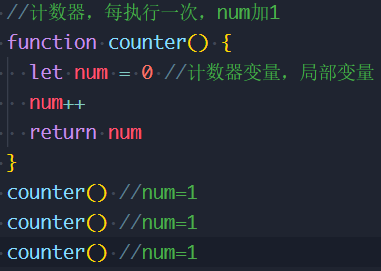 //计数器，每执行一次，num加1
function counter() {
  let num = 0 //计数器变量，局部变量
  num++
  return num
}
counter() //num=1
counter() //num=1
counter() //num=1